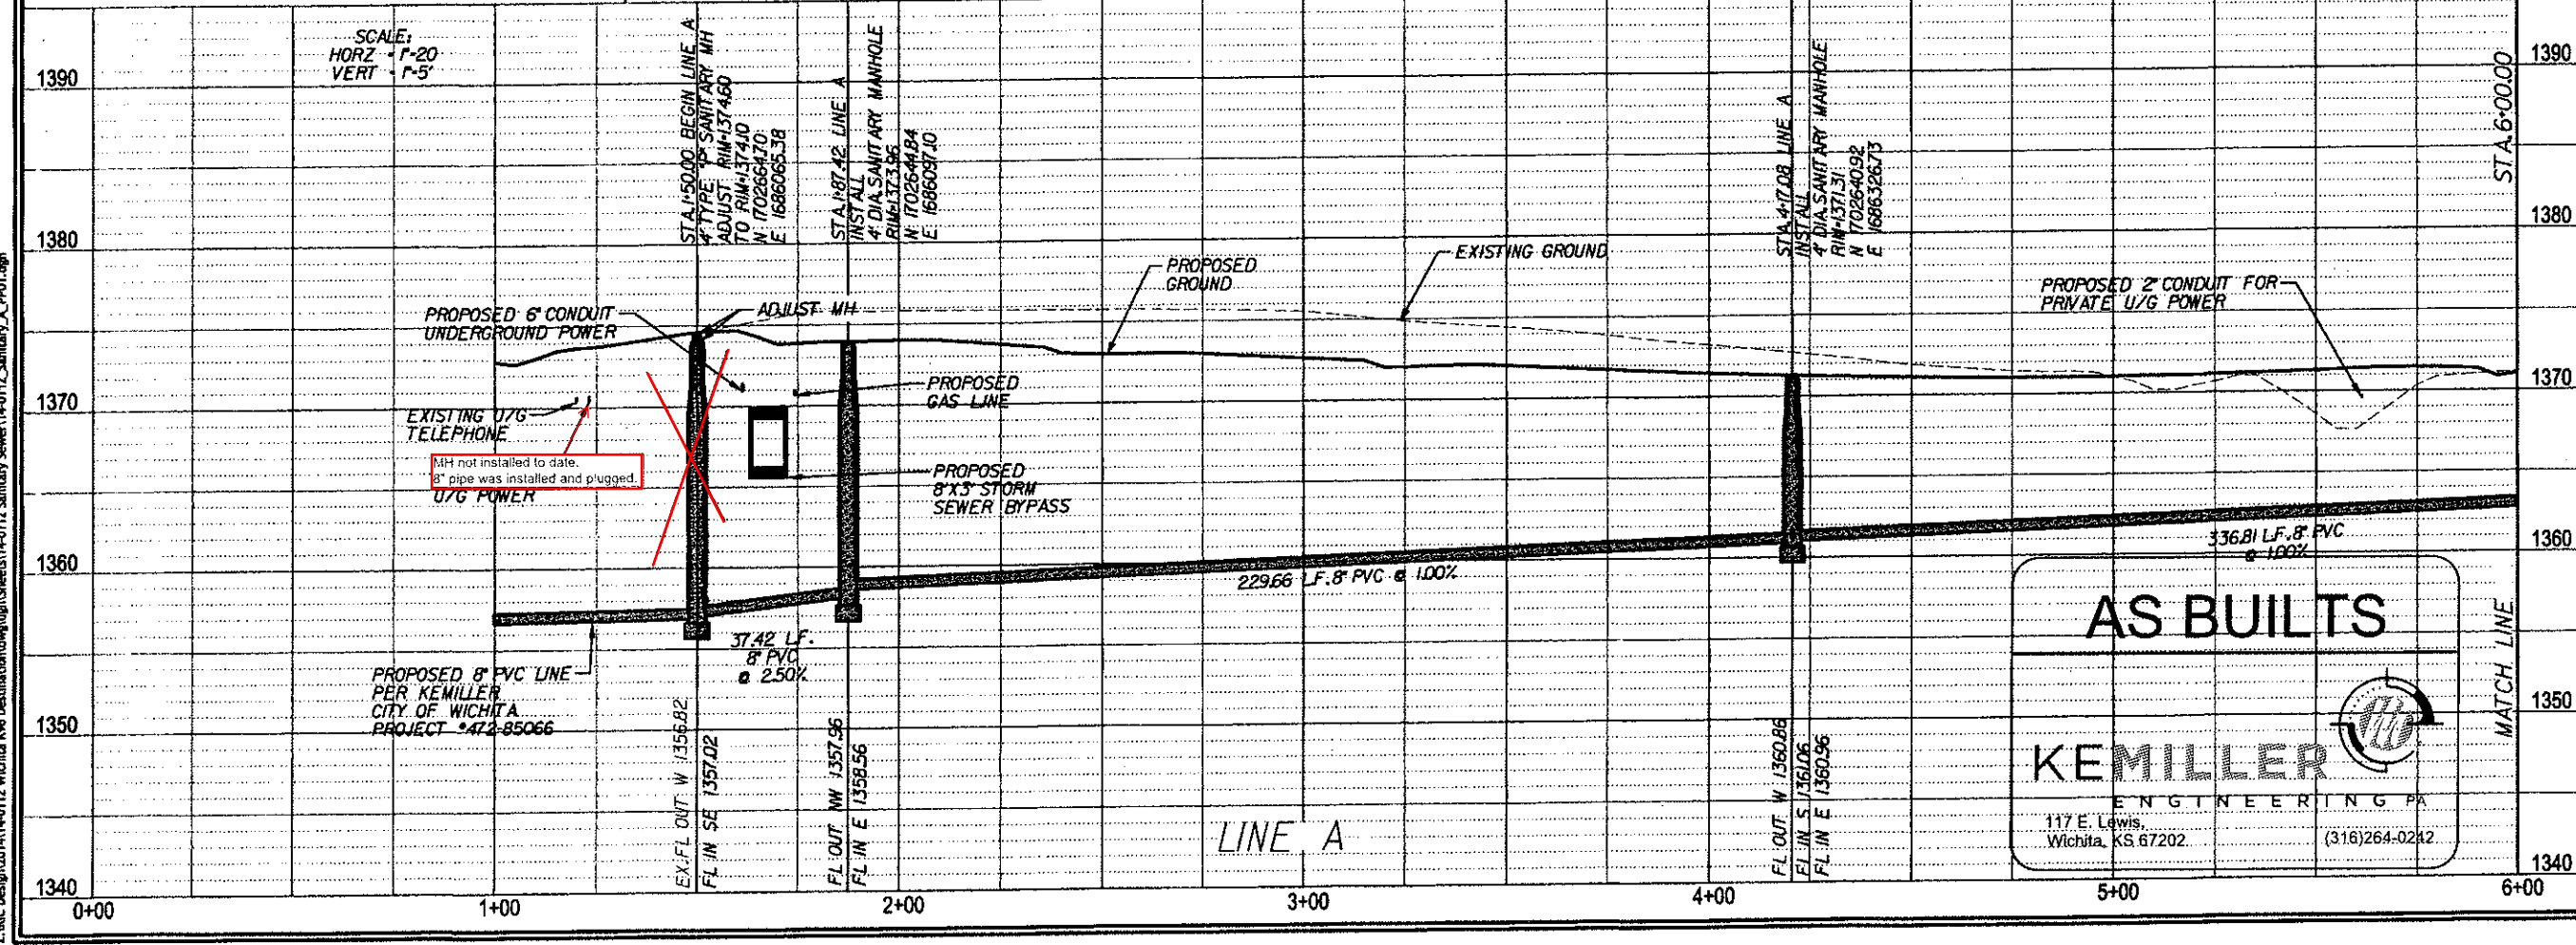 SCALE:
HORZ - 1"=20
VERT - 1"=5'
1390
1380
1370
1360
1350
1340
STA.1+50.00 BEGIN LINE A
4' TYPE "P" SANITARY MH
ADJUST RIM=1374.60
TO RIM=1374.10
N 1702664.70
E 1686065.38
STA.1+87.42 LINE A
INSTALL
4' DIA.SANITARY MANHOLE
RIM=1373.96
N 1702644.84
E 1686097.10
STA.4+17.08 LINE A
INSTALL
4' DIA.SANITARY MANHOLE
RIM=1371.31
N 1702640.92
E 1686326.73
STA.6+00.00
1390
1380
1370
1360
1350
1340
PROPOSED 6" CONDUIT
UNDERGROUND POWER
ADJUST MH
PROPOSED
GROUND
EXISTING GROUND
PROPOSED 2" CONDUIT FOR
PRIVATE U/G POWER
EXISTING U/G
TELEPHONE
PROPOSED
GAS LINE
MH not installed to date.
8" pipe was installed and plugged.
U/G POWER
PROPOSED
8'X3' STORM
SEWER BYPASS
PROPOSED 8" PVC LINE
PER KEMILLER
CITY OF WICHITA
PROJECT #472-85066
37.42 LF.
8" PVC
@ 2.50%
229.66 LF.8" PVC @ 1.00%
336.81 LF.8" PVC
@ 1.00%
EX.FL OUT W 1356.82
FL IN SE 1357.02
FL OUT NW 1357.96
FL IN E 1358.56
FL OUT W 1360.86
FL IN S 1361.06
FL IN E 1360.96
LINE A
AS BUILTS
KEMILLER
ENGINEERING PA
117 E. Lewis,
Wichita, KS 67202
(316)264-0242
MATCH LINE
0+00
1+00
2+00
3+00
4+00
5+00
6+00